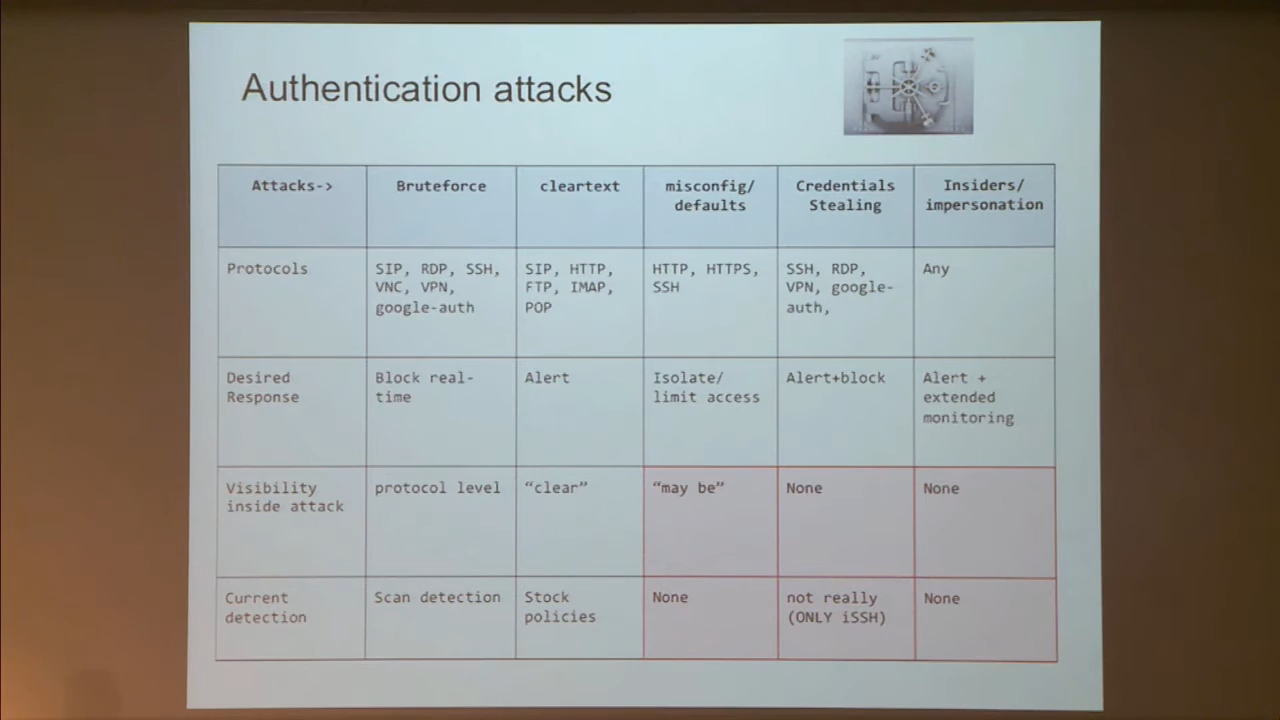 Authentication attacks
Attacks->
Bruteforce
cleartext
misconfig/
defaults
Credentials
Stealing
Insiders/
impersonation
Protocols
SIP, RDP, SSH,
VNC, VPN,
google-auth
SIP, HTTP,
FTP, IMAP,
POP
HTTP, HTTPS,
SSH
SSH, RDP,
VPN, google-
auth,
Any
Desired
Response
Block real-
time
Alert
Isolate/
limit access
Alert+block
Alert +
extended
monitoring
Visibility
inside attack
protocol level
“clear”
“may be”
None
None
Current
detection
Scan detection
Stock
policies
None
not really
(ONLY iSSH)
None